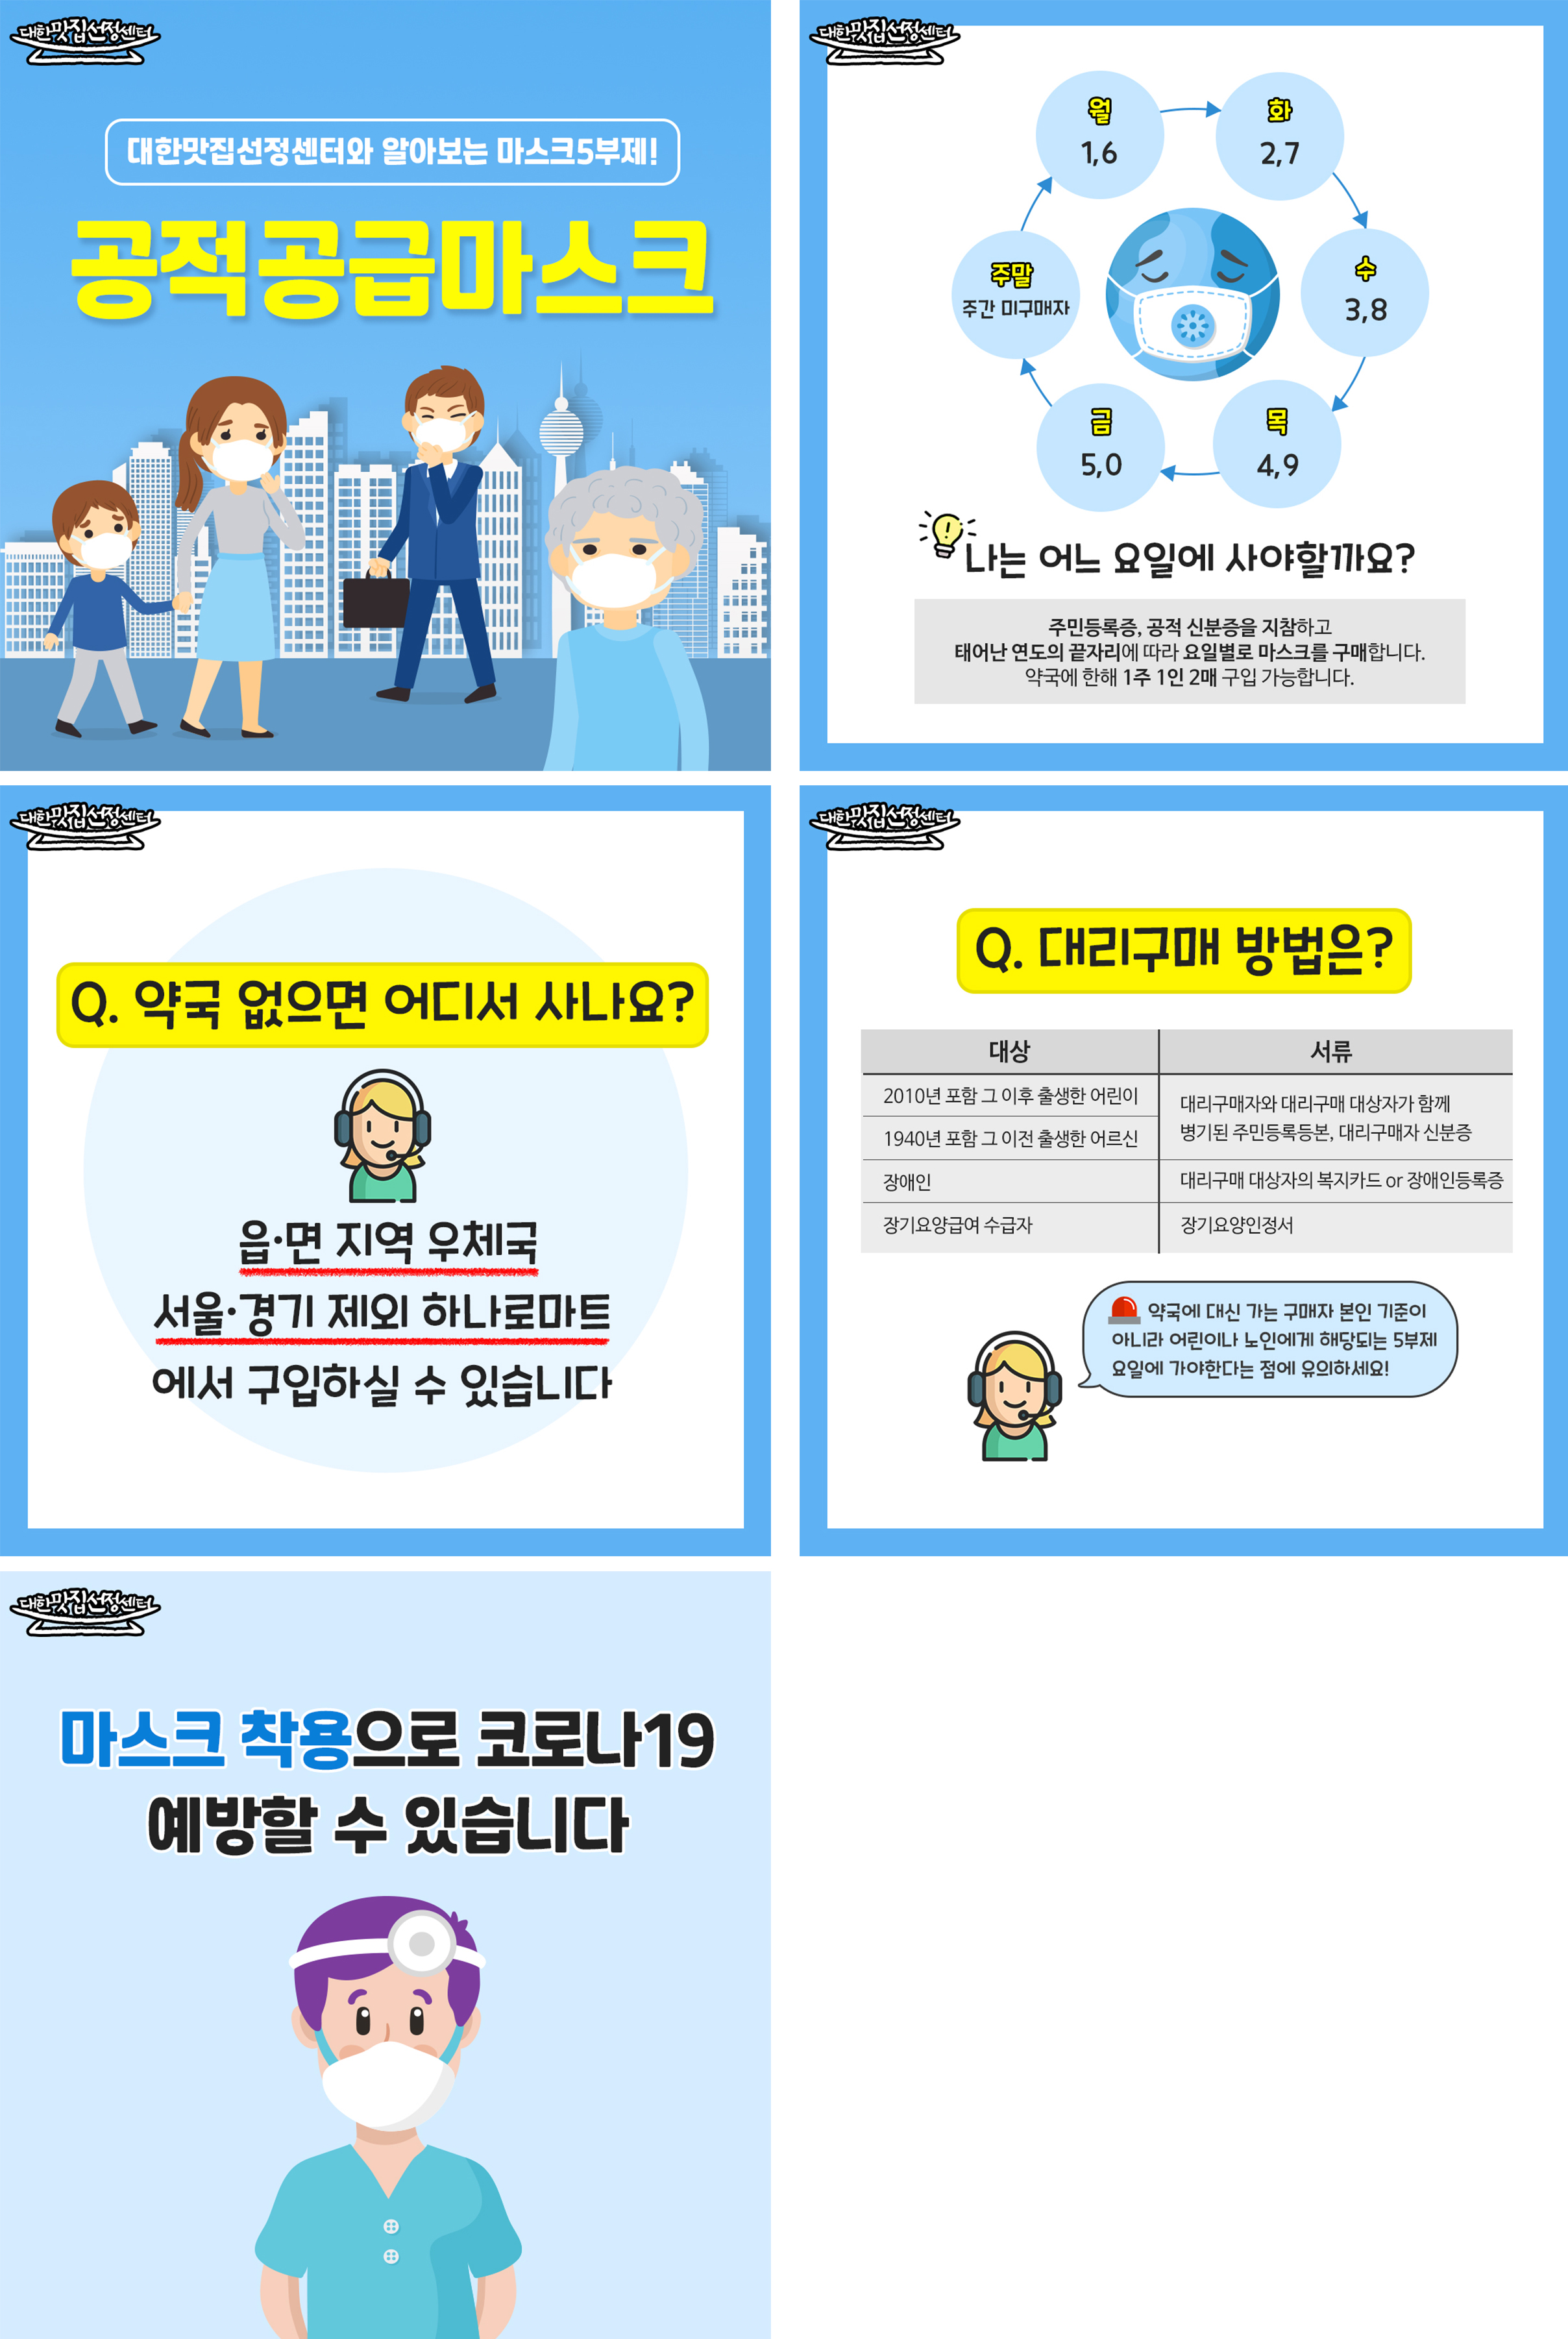 대한맛집선정센터
대한맛집선정센터와 알아보는 마스크5부제!
공적공급마스크
대한맛집선정센터
월
1,6
화
2,7
수
3,8
목
4,9
금
5,0
주말
주간 미구매자
나는 어느 요일에 사야할까요?
주민등록증, 공적 신분증을 지참하고
태어난 연도의 끝자리에 따라 요일별로 마스크를 구매합니다.
약국에 한해 1주 1인 2매 구입 가능합니다.
대한맛집선정센터
Q. 약국 없으면 어디서 사나요?
읍·면 지역 우체국
서울·경기 제외 하나로마트
에서 구입하실 수 있습니다
대한맛집선정센터
Q. 대리구매 방법은?
대상
서류
2010년 포함 그 이후 출생한 어린이
1940년 포함 그 이전 출생한 어르신
대리구매자와 대리구매 대상자가 함께
병기된 주민등록등본, 대리구매자 신분증
장애인
대리구매 대상자의 복지카드 or 장애인등록증
장기요양급여 수급자
장기요양인정서
약국에 대신 가는 구매자 본인 기준이
아니라 어린이나 노인에게 해당되는 5부제
요일에 가야한다는 점에 유의하세요!
대한맛집선정센터
마스크 착용으로 코로나19
예방할 수 있습니다